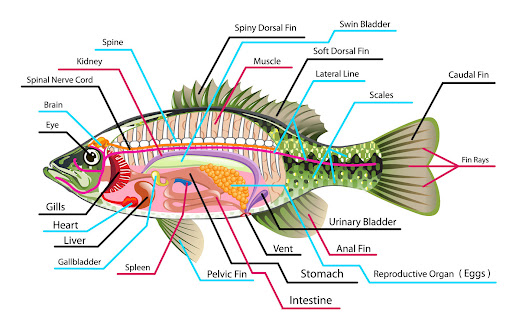 Swin Bladder
Spiny Dorsal Fin
Spine
Soft Dorsal Fin
Kidney
Muscle
Lateral Line
Caudal Fin
Spinal Nerve Cord
Scales
Brain
Eye
Fin Rays
Gills
Heart
Urinary Bladder
Liver
Vent
Anal Fin
Gallbladder
Spleen
Pelvic Fin
Stomach
Reproductive Organ ( Eggs )
Intestine